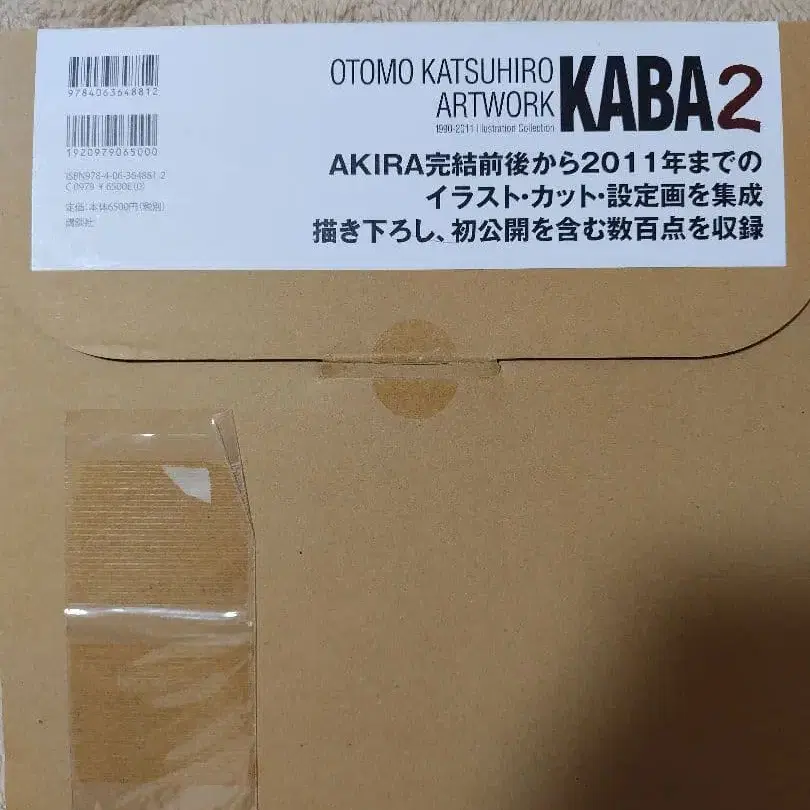 9784063648812
1920979065000
ISBN978-4-06-364881-2
C0979 ¥6500E(0)
定価:本体6500円(税別)
講談社
OTOMO KATSUHIRO
ARTWORK
KABA2
1990-2011 Illustration Collection
AKIRA完結前後から2011年までの
イラスト・カット・設定画を集成
描き下ろし、初公開を含む数百点を収録